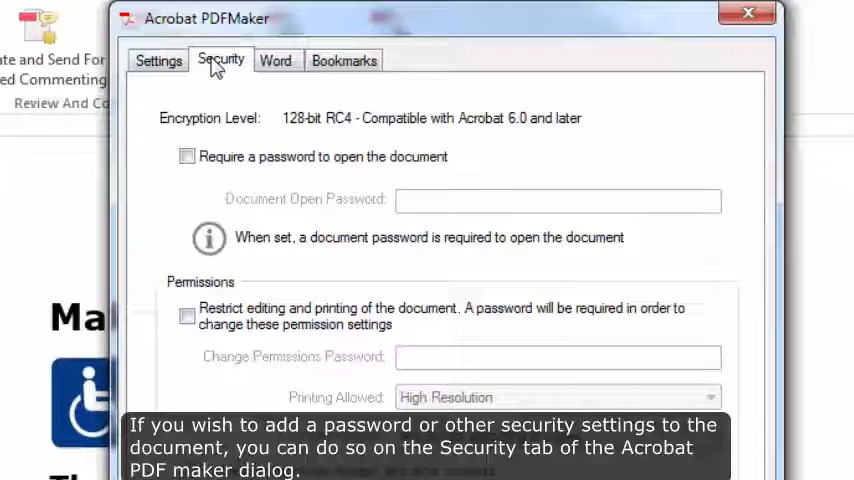 Acrobat PDFMaker
ate and Send For
ed Commenting
Review And Co
Settings
Security
Word
Bookmarks
Encryption Level: 128-bit RC4 - Compatible with Acrobat 6.0 and later
Require a password to open the document
Document Open Password:
When set, a document password is required to open the document
Permissions
Restrict editing and printing of the document. A password will be required in order to
change these permission settings
Change Permissions Password:
Printing Allowed: High Resolution
Ma
If you wish to add a password or other security settings to the
document, you can do so on the Security tab of the Acrobat
PDF maker dialog.